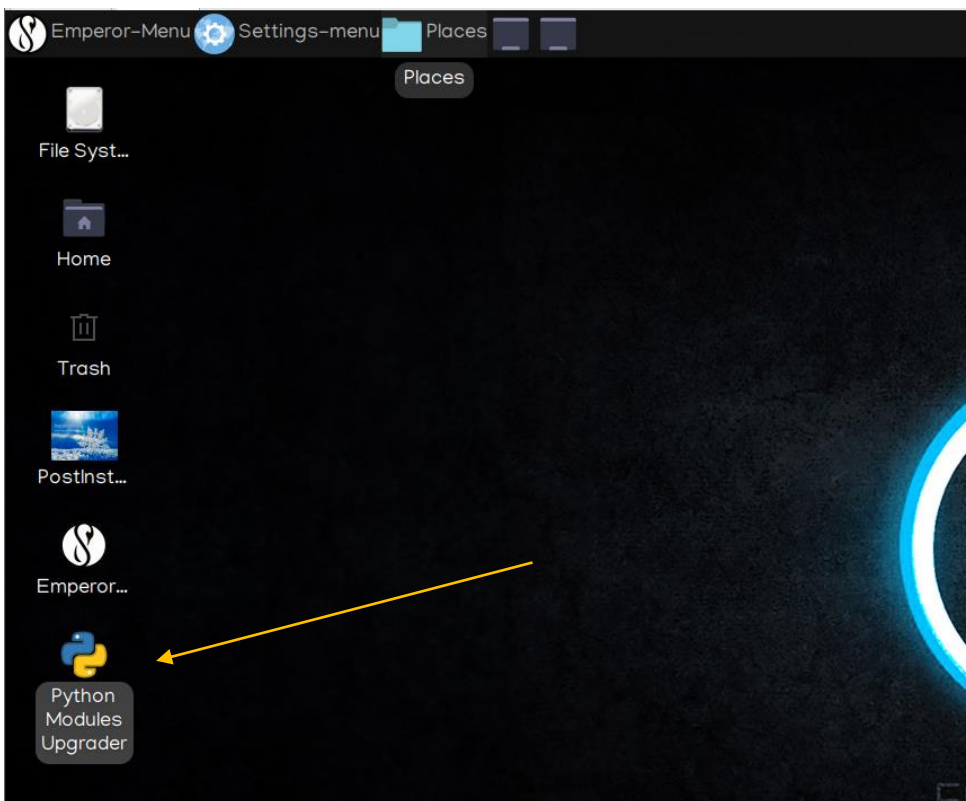 Emperor-Menu Settings-menu Places
Places
File Syst...
Home
Trash
PostInst...
Emperor...
Python
Modules
Upgrader